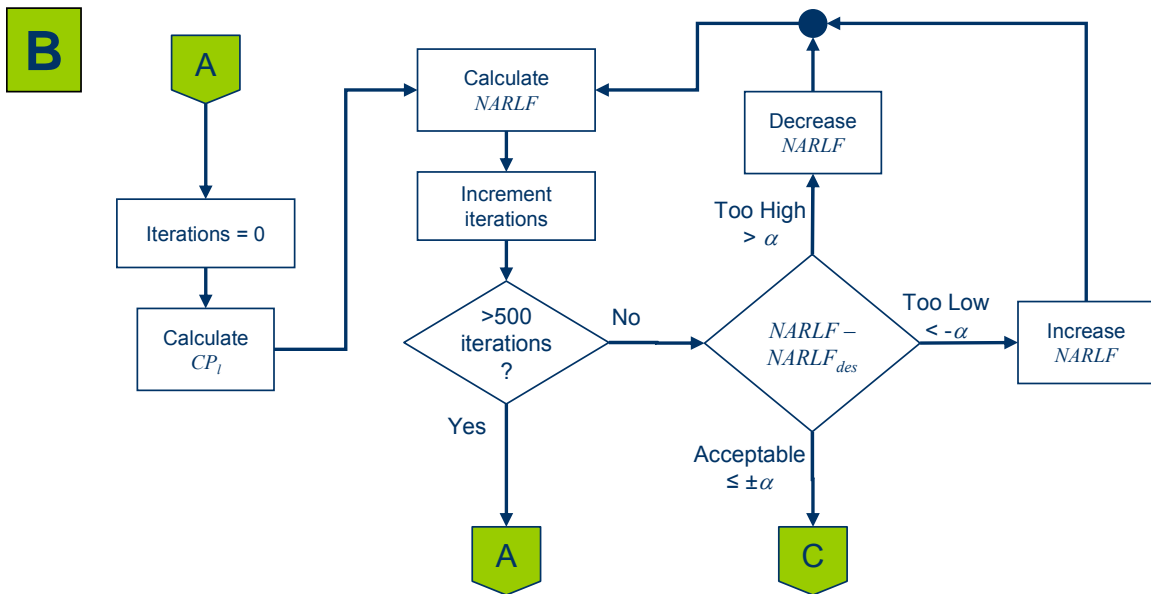 B
A
Iterations = 0
Calculate
CPl
Calculate
NARLF
Increment
iterations
>500
iterations
?
No
Yes
A
NARLF –
NARLFdes
Too High
> α
Decrease
NARLF
Too Low
< -α
Increase
NARLF
Acceptable
≤ ±α
C